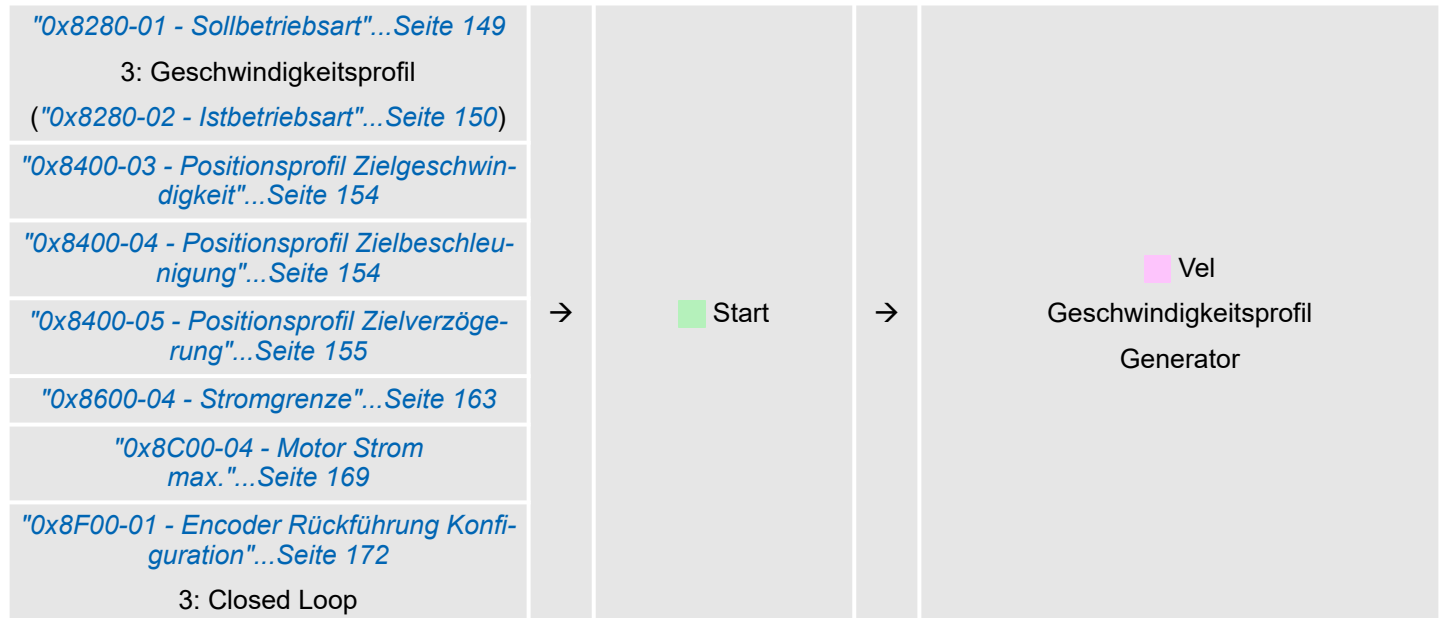 "0x8280-01 - Sollbetriebsart"...Seite 149
3: Geschwindigkeitsprofil
("0x8280-02 - Istbetriebsart"...Seite 150)
"0x8400-03 - Positionsprofil Zielgeschwin-
digkeit"...Seite 154
"0x8400-04 - Positionsprofil Zielbeschleu-
nigung"...Seite 154
"0x8400-05 - Positionsprofil Zielverzöge-
rung"...Seite 155
"0x8600-04 - Stromgrenze"...Seite 163
"0x8C00-04 - Motor Strom
max."...Seite 169
"0x8F00-01 - Encoder Rückführung Konfi-
guration"...Seite 172
3: Closed Loop
→
Start
→
Vel
Geschwindigkeitsprofil
Generator